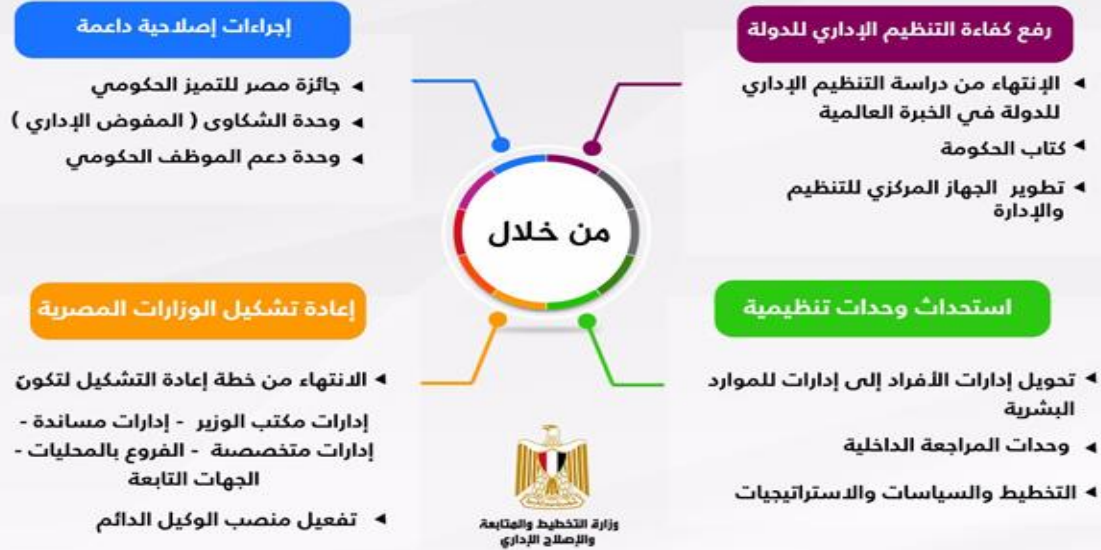 رفع كفاءة التنظيم الإداري للدولة
الإنتهاء من دراسة التنظيم الإداري
للدولة في الخبرة العالمية
كتاب الحكومة
تطوير الجهاز المركزي للتنظيم
والإدارة
إجراءات إصلاحية داعمة
جائزة مصر للتميز الحكومي
وحدة الشكاوى ( المفوض الإداري )
وحدة دعم الموظف الحكومي
من خلال
استحداث وحدات تنظيمية
تحويل إدارات الأفراد إلى إدارات للموارد
البشرية
وحدات المراجعة الداخلية
التخطيط والسياسات والاستراتيجيات
إعادة تشكيل الوزارات المصرية
الانتهاء من خطة إعادة التشكيل لتكون
إدارات مكتب الوزير - إدارات مساندة -
إدارات متخصصة - الفروع بالمحليات -
الجهات التابعة
تفعيل منصب الوكيل الدائم
وزارة التخطيط والمتابعة
والإصلاح الإداري